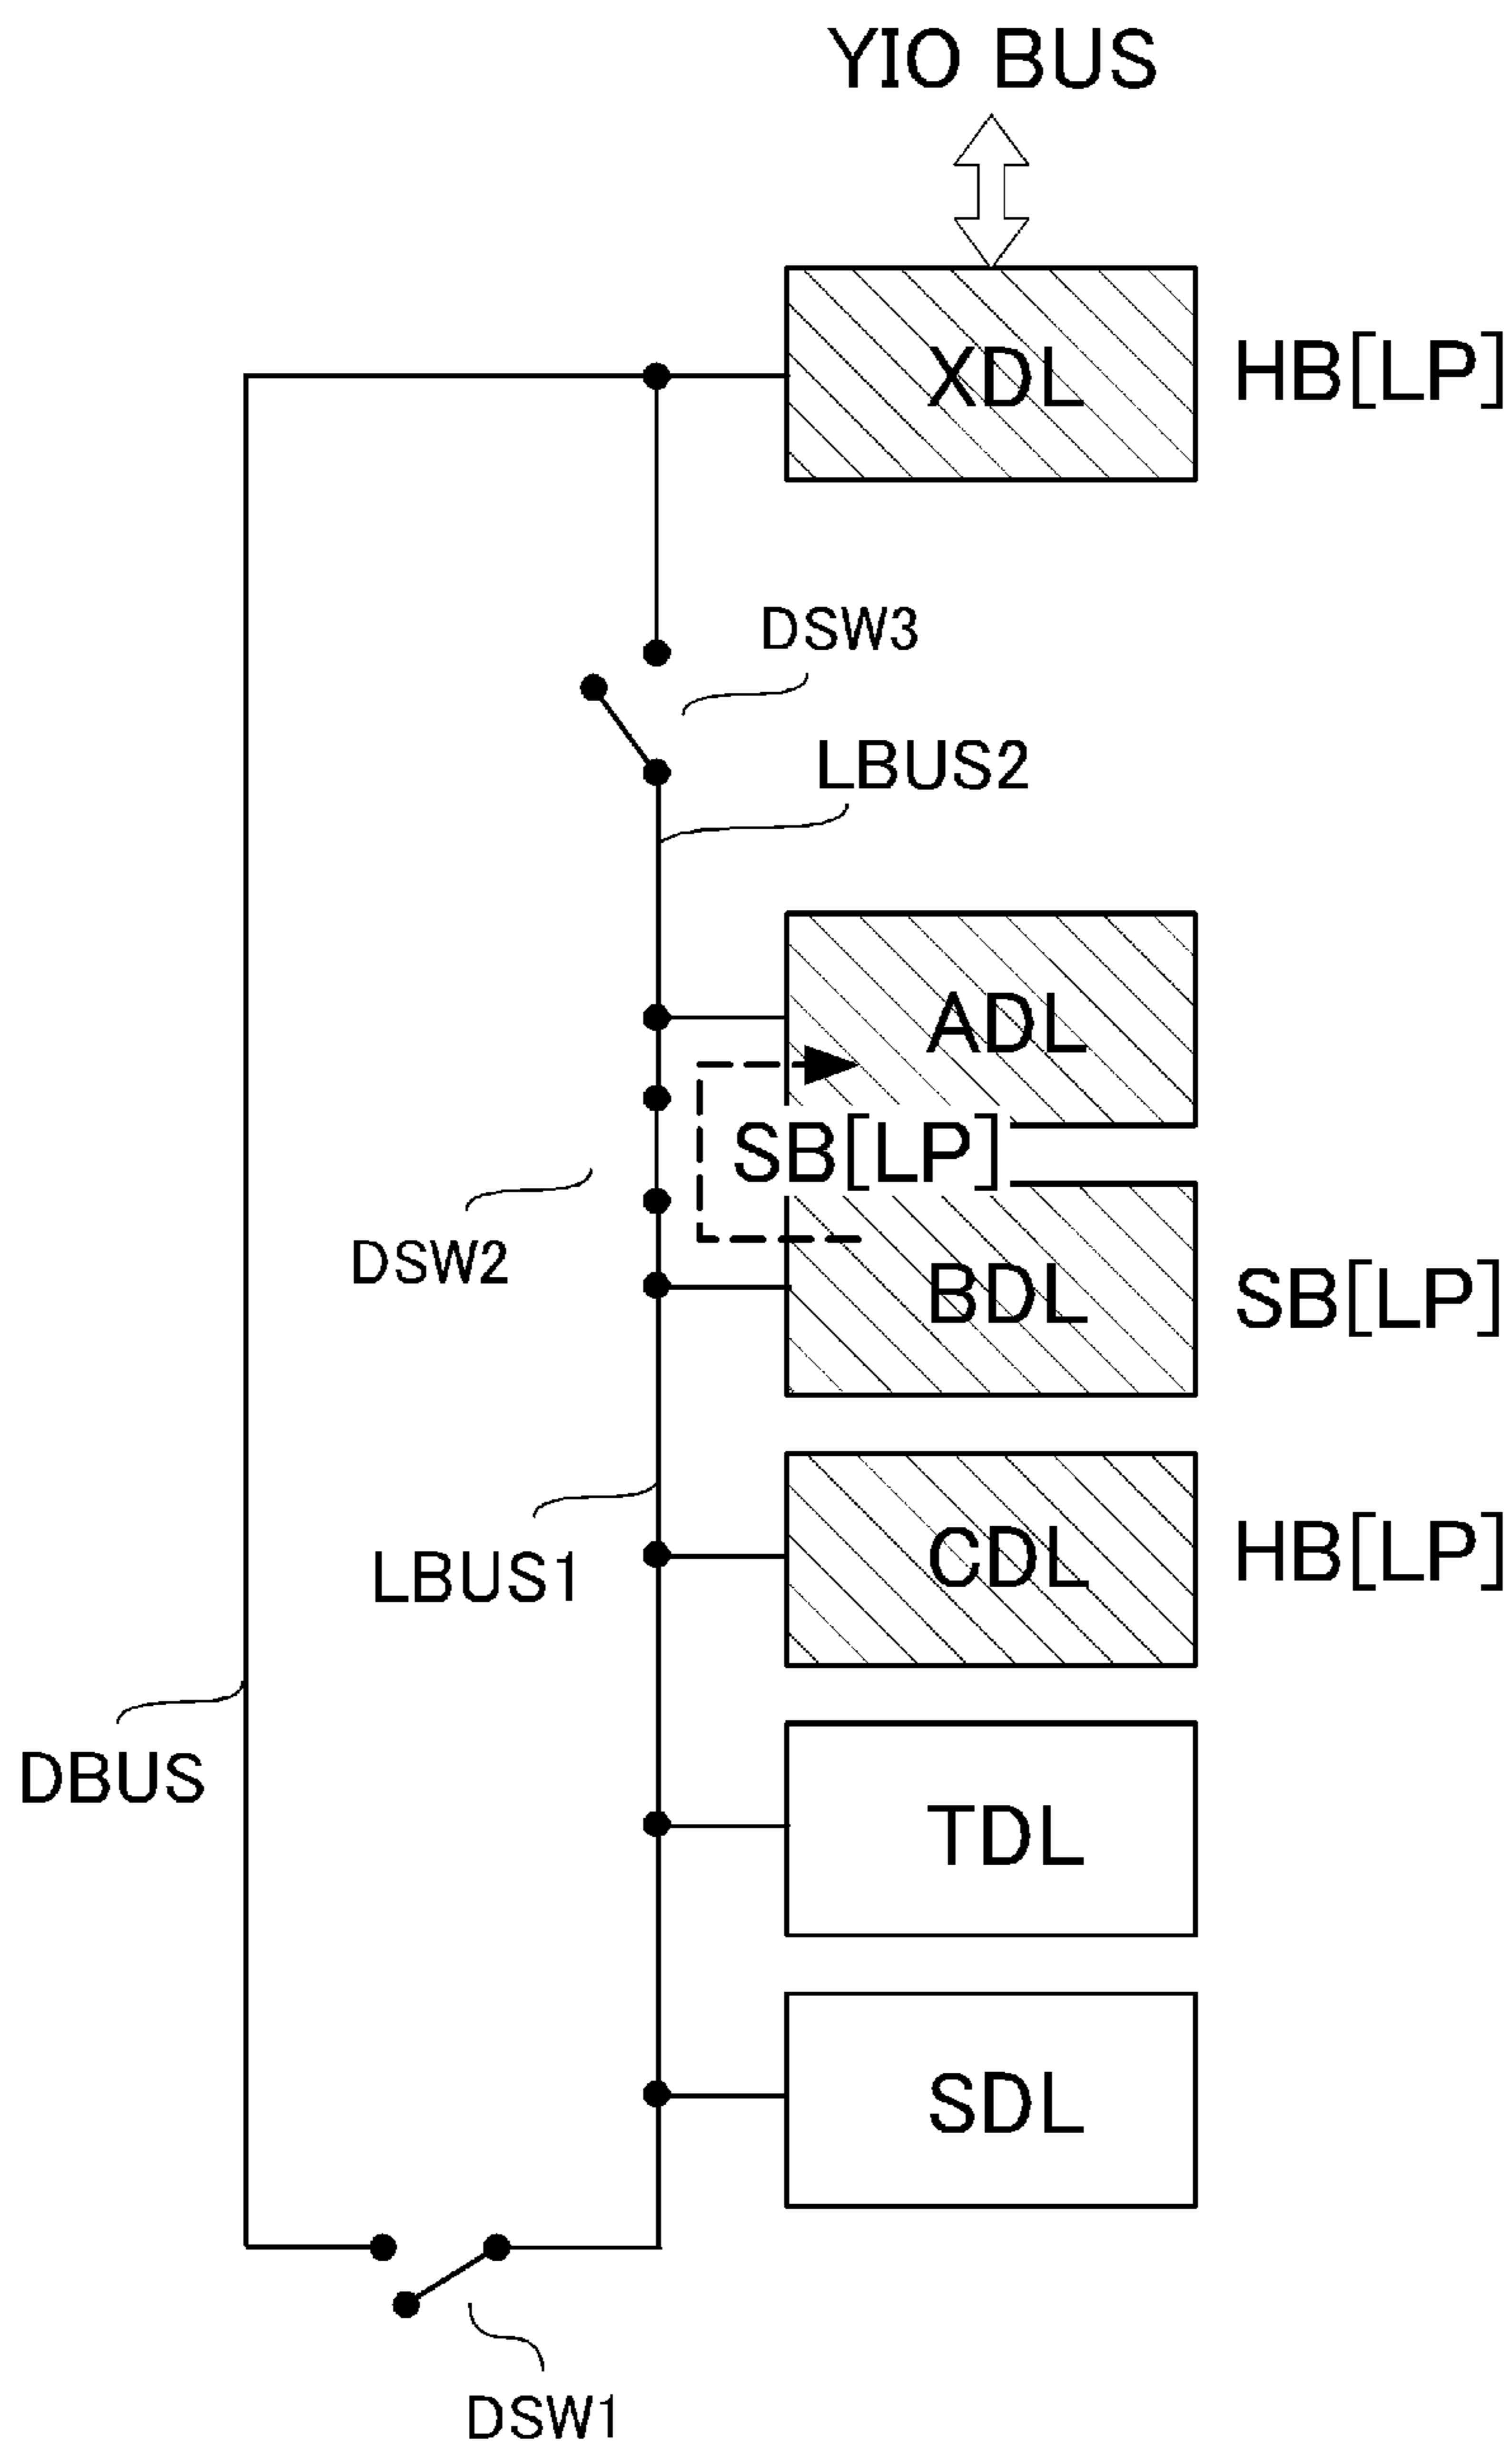 YIO BUS
XDL
HB[LP]
DSW3
LBUS2
ADL
SB[LP]
DSW2
BDL
SB[LP]
LBUS1
CDL
HB[LP]
DBUS
TDL
SDL
DSW1